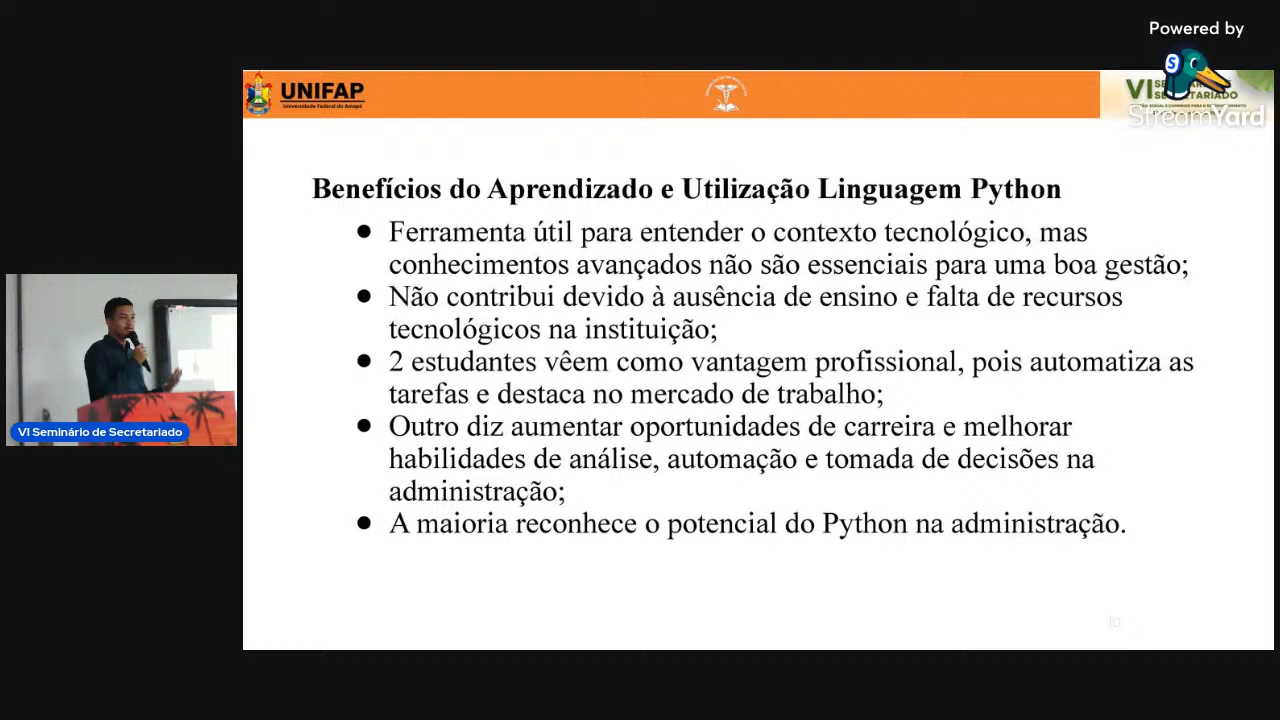 Powered by
StreamYard
UNIFAP
Universidade Federal do Amapá
VI
Benefícios do Aprendizado e Utilização Linguagem Python
● Ferramenta útil para entender o contexto tecnológico, mas
conhecimentos avançados não são essenciais para uma boa gestão;
● Não contribui devido à ausência de ensino e falta de recursos
tecnológicos na instituição;
● 2 estudantes vêem como vantagem profissional, pois automatiza as
tarefas e destaca no mercado de trabalho;
● Outro diz aumentar oportunidades de carreira e melhorar
habilidades de análise, automação e tomada de decisões na
administração;
● A maioria reconhece o potencial do Python na administração.
VI Seminário de Secretariado